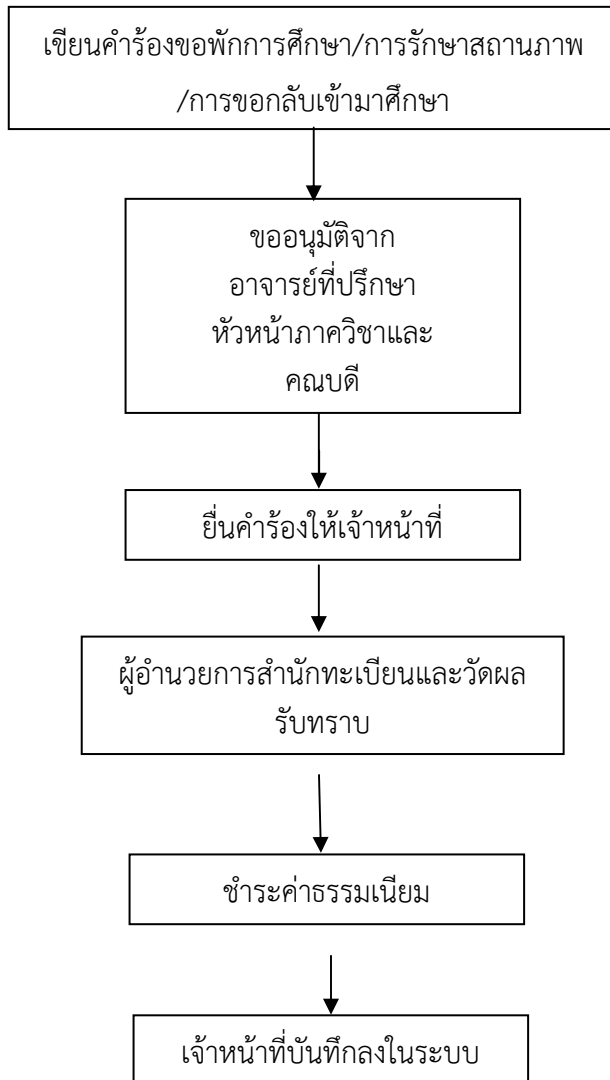 เขียนคำร้องขอพักการศึกษา/การรักษาสถานภาพ
/การขอกลับเข้ามาศึกษา
ขออนุมัติจาก
อาจารย์ที่ปรึกษา
หัวหน้าภาควิชาและ
คณบดี
ยื่นคำร้องให้เจ้าหน้าที่
ผู้อำนวยการสำนักทะเบียนและวัดผล
รับทราบ
ชำระค่าธรรมเนียม
เจ้าหน้าที่บันทึกลงในระบบ